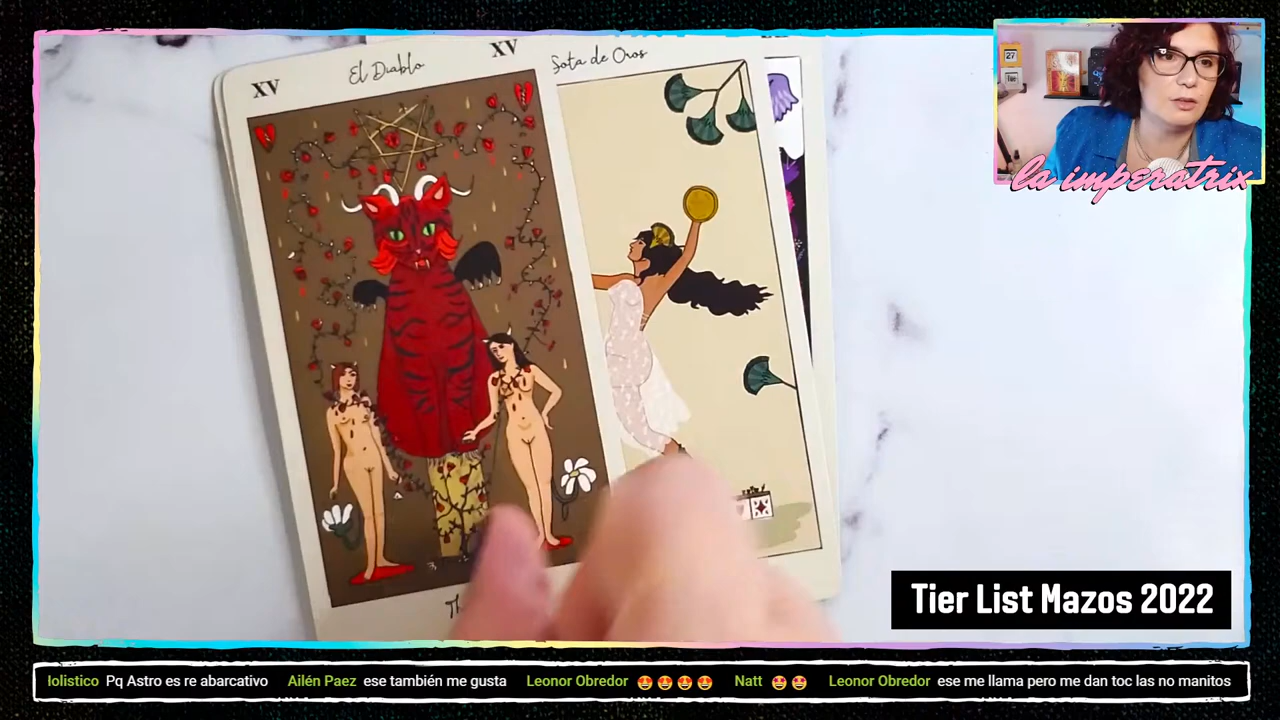 XV
El Diablo
XV
Sota de Oros
27
la imperatrix
Tier List Mazos 2022
Holistico Pq Astro es re abarcativo Ailén Paez ese también me gusta Leonor Obredor 😍😍😍😍 Natt 🤩🤩 Leonor Obredor ese me llama pero me dan toc las no manitos